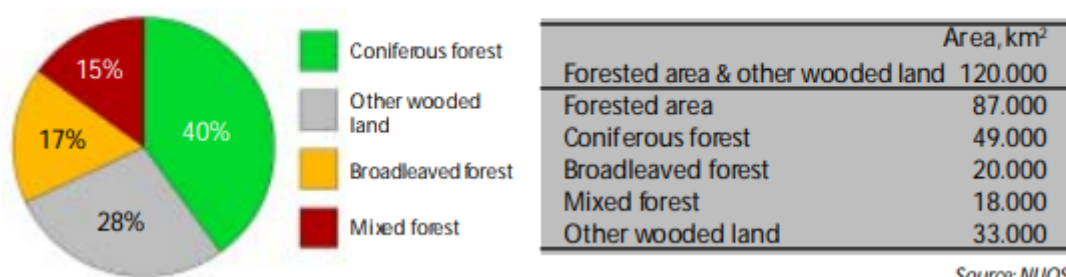 15%
40%
17%
28%
Coniferous forest
Other wooded
land
Broadleaved forest
Mixed forest
Area, km²
Forested area & other wooded land 120.000
Forested area 87.000
Coniferous forest 49.000
Broadleaved forest 20.000
Mixed forest 18.000
Other wooded land 33.000
Source: